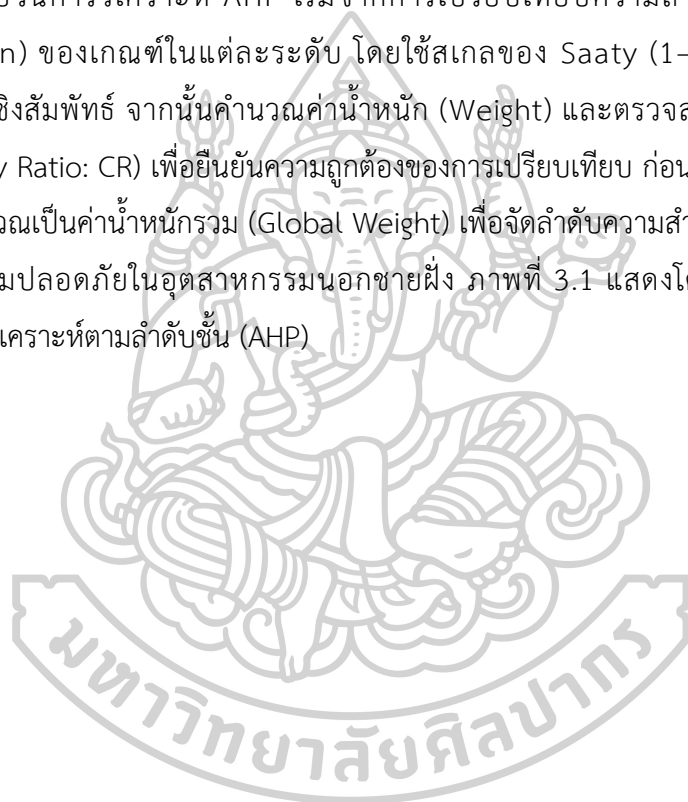 การวิเคราะห์ AHP เริ่มจากการเปรียบเทียบความสำ
n) ของเกณฑ์ในแต่ละระดับ โดยใช้สเกลของ Saaty (1–
ชิงสัมพัทธ์ จากนั้นคำนวณค่าน้ำหนัก (Weight) และตรวจส
y Ratio: CR) เพื่อยืนยันความถูกต้องของการเปรียบเทียบ ก่อน
วณเป็นค่าน้ำหนักรวม (Global Weight) เพื่อจัดลำดับความสำ
มปลอดภัยในอุตสาหกรรมนอกชายฝั่ง ภาพที่ 3.1 แสดงโ
เคราะห์ตามลำดับชั้น (AHP)
มหาวิทยาลัยศิลปากร